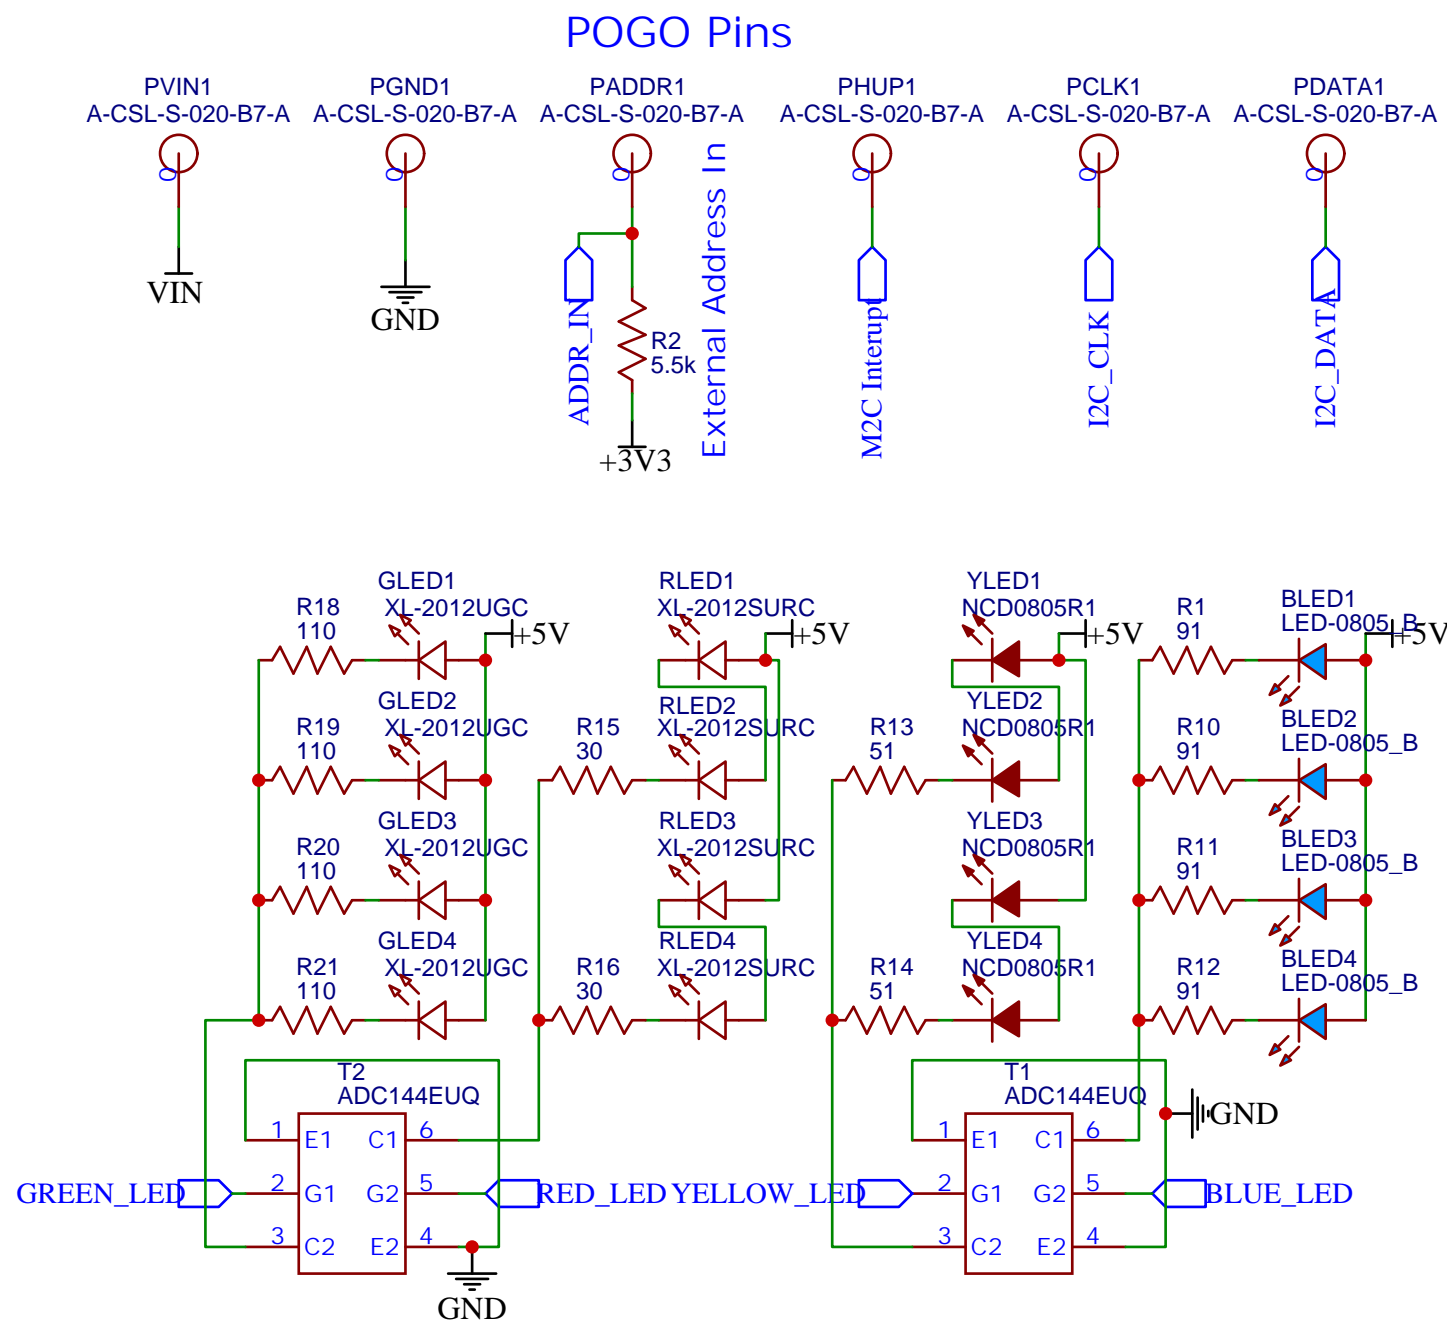 POGO Pins
PVIN1
A-CSL-S-020-B7-A
O
VIN
PGND1
A-CSL-S-020-B7-A
O
GND
PADDR1
A-CSL-S-020-B7-A
O
ADDR_IN
R2
5.5k
+3V3
External Address In
PHUP1
A-CSL-S-020-B7-A
O
M2C Interupt
PCLK1
A-CSL-S-020-B7-A
O
I2C_CLK
PDATA1
A-CSL-S-020-B7-A
O
I2C_DATA
GLED1
XL-2012UGC
R18
110
+5V
GLED2
XL-2012UGC
R19
110
GLED3
XL-2012UGC
R20
110
GLED4
XL-2012UGC
R21
110
RLED1
XL-2012SURC
+5V
RLED2
XL-2012SURC
R15
30
RLED3
XL-2012SURC
RLED4
XL-2012SURC
R16
30
YLED1
NCD0805R1
+5V
YLED2
NCD0805R1
R13
51
YLED3
NCD0805R1
YLED4
NCD0805R1
R14
51
R1
91
BLED1
LED-0805_B
+5V
R10
91
BLED2
LED-0805_B
R11
91
BLED3
LED-0805_B
R12
91
BLED4
LED-0805_B
T2
ADC144EUQ
1 E1 C1 6
GREEN_LED 2 G1 G2 5 RED_LED
3 C2 E2 4
GND
T1
ADC144EUQ
GND
1 E1 C1 6
YELLOW_LED 2 G1 G2 5 BLUE_LED
3 C2 E2 4